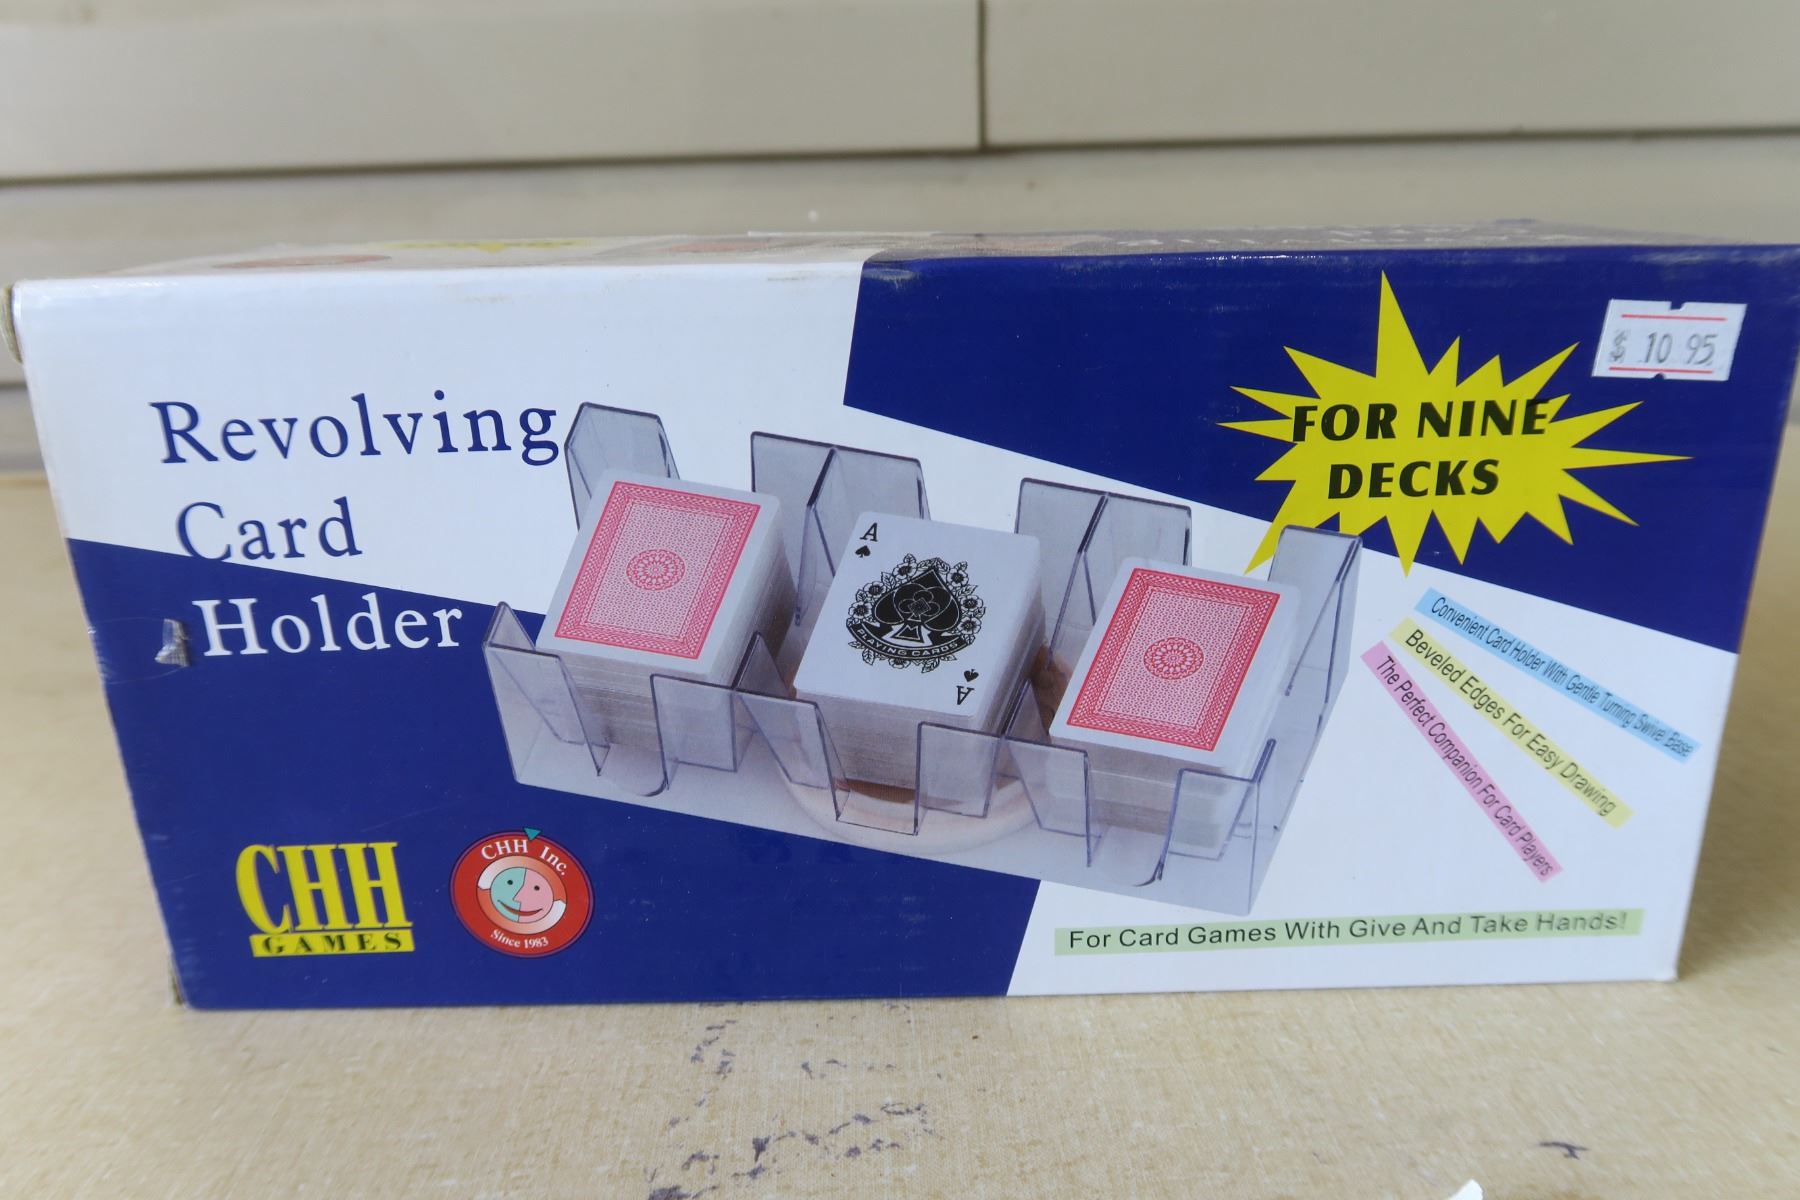 Revolving
Card
Holder
FOR NINE
DECKS
$ 10 95
A
PLAYING CARDS
A
Convenient Card Holder With Gentle Turning Swivel Base
Beveled Edges For Easy Drawing
The Perfect Companion For Card Players
For Card Games With Give And Take Hands!
CHH
GAMES
CHH Inc.
Since 1983